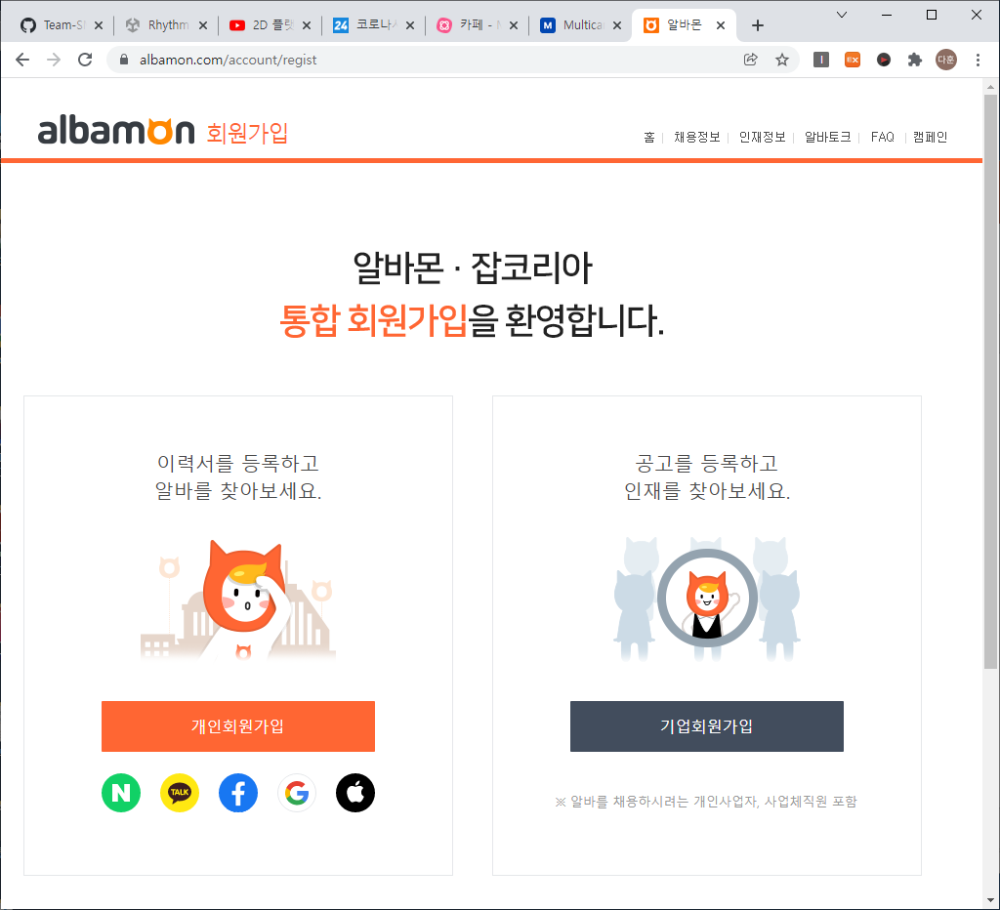 Team-S
Rhythm
2D 플랫
24 코로나
카페 -
M Multica
알바몬
albamon.com/account/regist
다훈
albamon 회원가입
홈 채용정보 인재정보 알바토크 FAQ 캠페인
알바몬 · 잡코리아
통합 회원가입을 환영합니다.
이력서를 등록하고
알바를 찾아보세요.
개인회원가입
N TALK f G
공고를 등록하고
인재를 찾아보세요.
기업회원가입
※ 알바를 채용하시려는 개인사업자, 사업체직원 포함